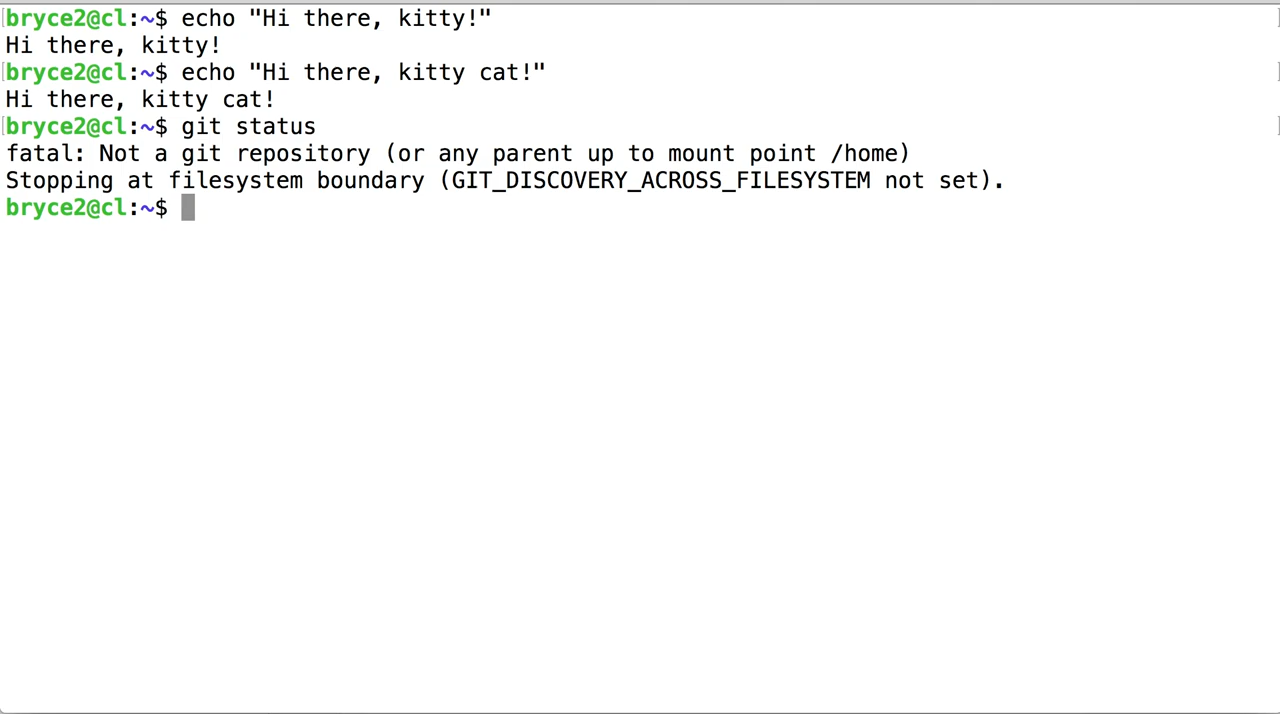 bryce2@cl:~$ echo "Hi there, kitty!"
Hi there, kitty!
bryce2@cl:~$ echo "Hi there, kitty cat!"
Hi there, kitty cat!
bryce2@cl:~$ git status
fatal: Not a git repository (or any parent up to mount point /home)
Stopping at filesystem boundary (GIT_DISCOVERY_ACROSS_FILESYSTEM not set).
bryce2@cl:~$